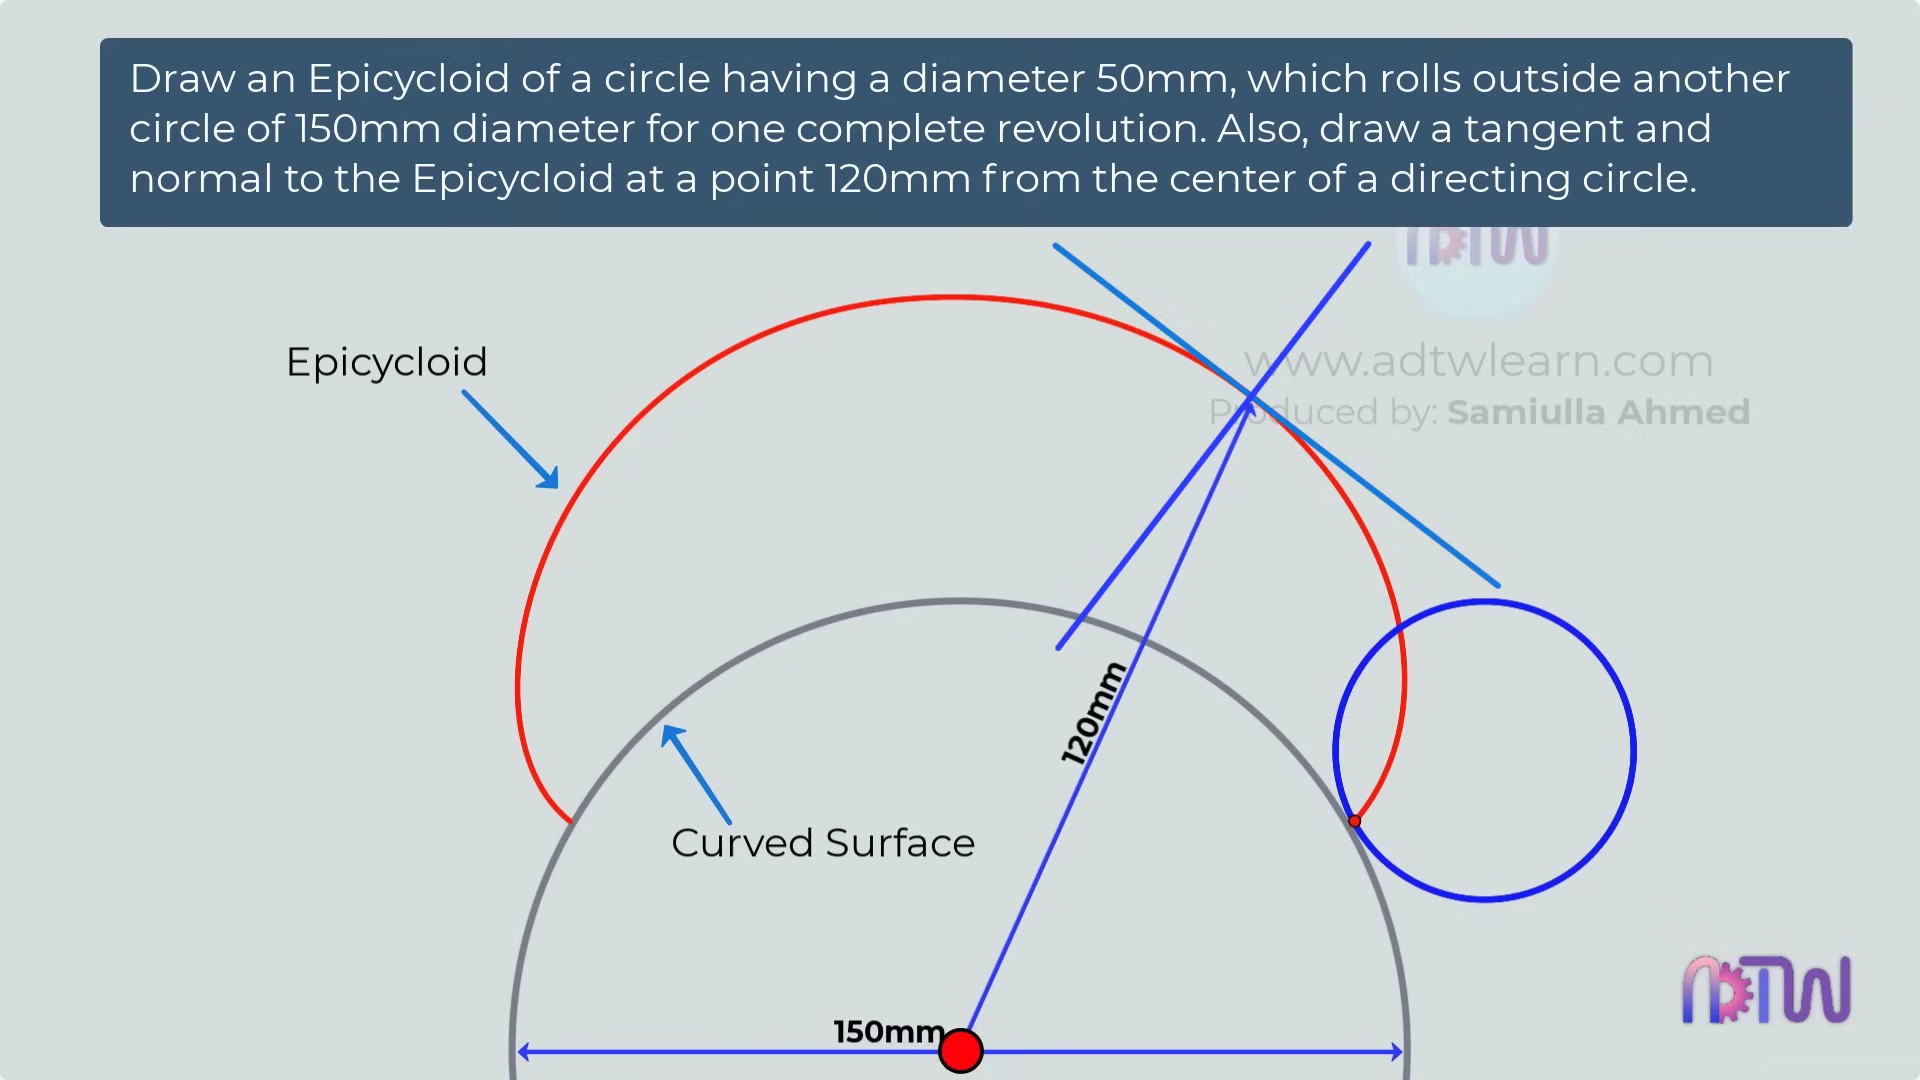 Draw an Epicycloid of a circle having a diameter 50mm, which rolls outside another
circle of 150mm diameter for one complete revolution. Also, draw a tangent and
normal to the Epicycloid at a point 120mm from the center of a directing circle.
ADTW
Epicycloid
www.adtwlearn.com
Produced by: Samiulla Ahmed
120mm
Curved Surface
150mm
ADTW